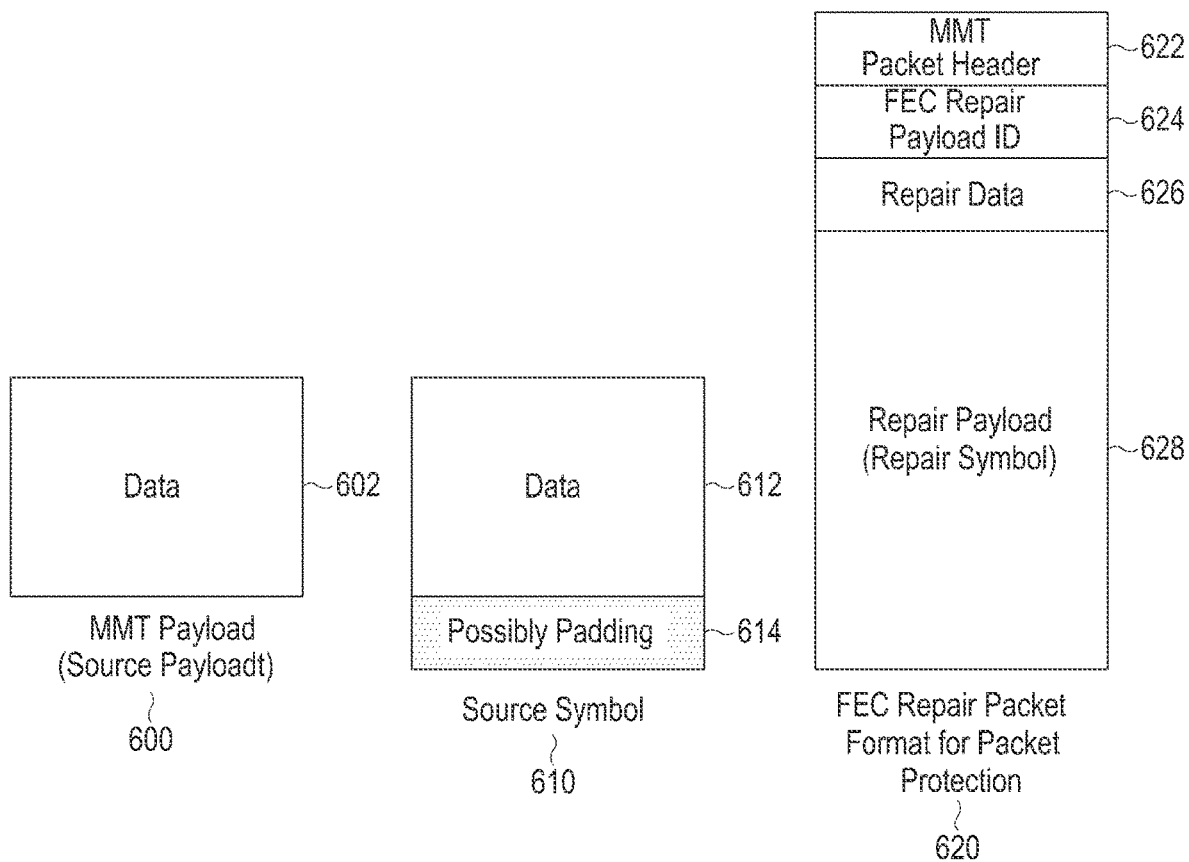 Data
602
MMT Payload
(Source Payloadt)
600
Data
612
Possibly Padding
614
Source Symbol
610
MMT
Packet Header
622
FEC Repair
Payload ID
624
Repair Data
626
Repair Payload
(Repair Symbol)
628
FEC Repair Packet
Format for Packet
Protection
620